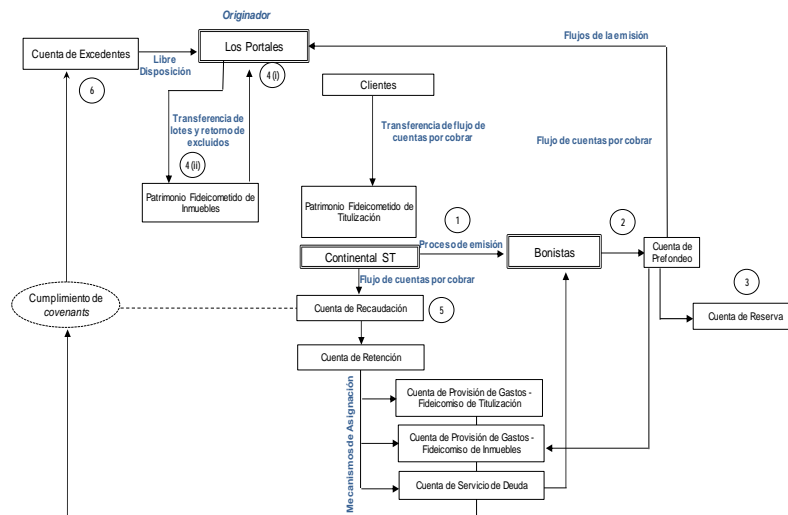 Originador
Los Portales
Cuenta de Excedentes
Libre
Disposición
6
4 (i)
Flujos de la emisión
Clientes
Transferencia de
lotes y retorno de
excluidos
4 (ii)
Transferencia de flujo de
cuentas por cobrar
Flujo de cuentas por cobrar
Patrimonio Fideicometido de
Inmuebles
Patrimonio Fideicometido de
Titulización
1
2
Proceso de emisión
Continental ST
Bonistas
Cuenta de
Prefondeo
Flujo de cuentas por cobrar
3
Cumplimiento de
covenants
Cuenta de Recaudación
5
Cuenta de Reserva
Cuenta de Retención
Mecanismos de Asignación
Cuenta de Provisión de Gastos -
Fideicomiso de Titulización
Cuenta de Provisión de Gastos -
Fideicomiso de Inmuebles
Cuenta de Servicio de Deuda